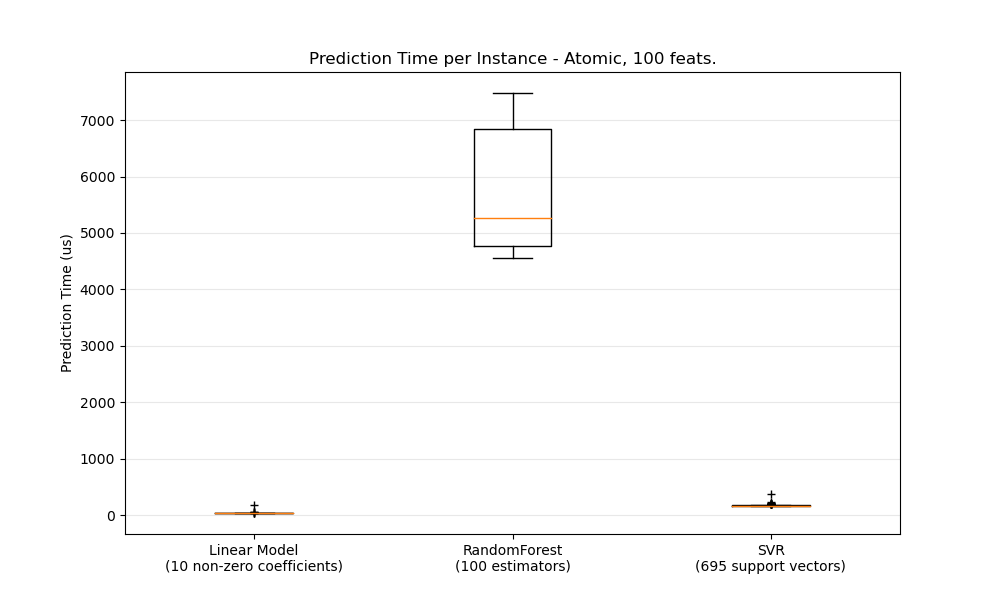 Prediction Time per Instance - Atomic, 100 feats.
Prediction Time (us)
7000
6000
5000
4000
3000
2000
1000
0
Linear Model
(10 non-zero coefficients)
RandomForest
(100 estimators)
SVR
(695 support vectors)